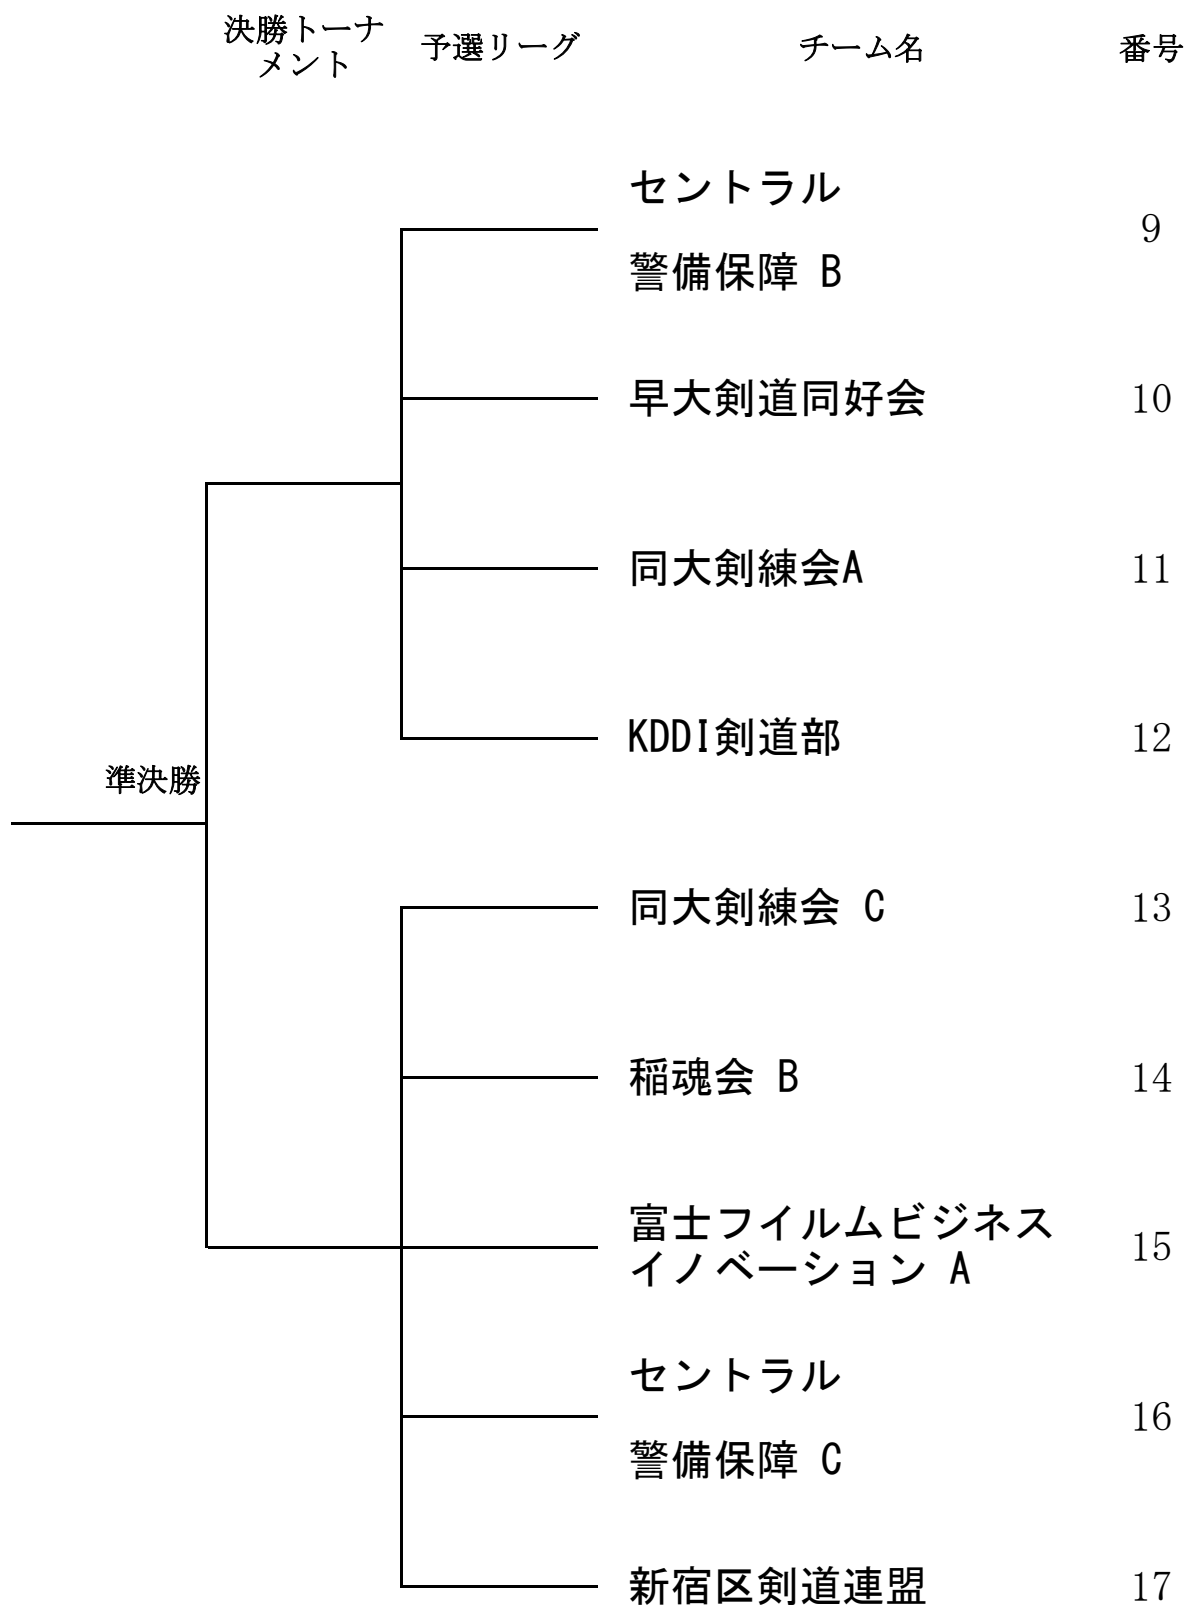 決勝トーナ
メント
予選リーグ
チーム名
番号
セントラル
警備保障 B
9
早大剣道同好会
10
同大剣練会A
11
KDDI剣道部
12
準決勝
同大剣練会 C
13
稲魂会 B
14
富士フイルムビジネス
イノベーション A
15
セントラル
警備保障 C
16
新宿区剣道連盟
17